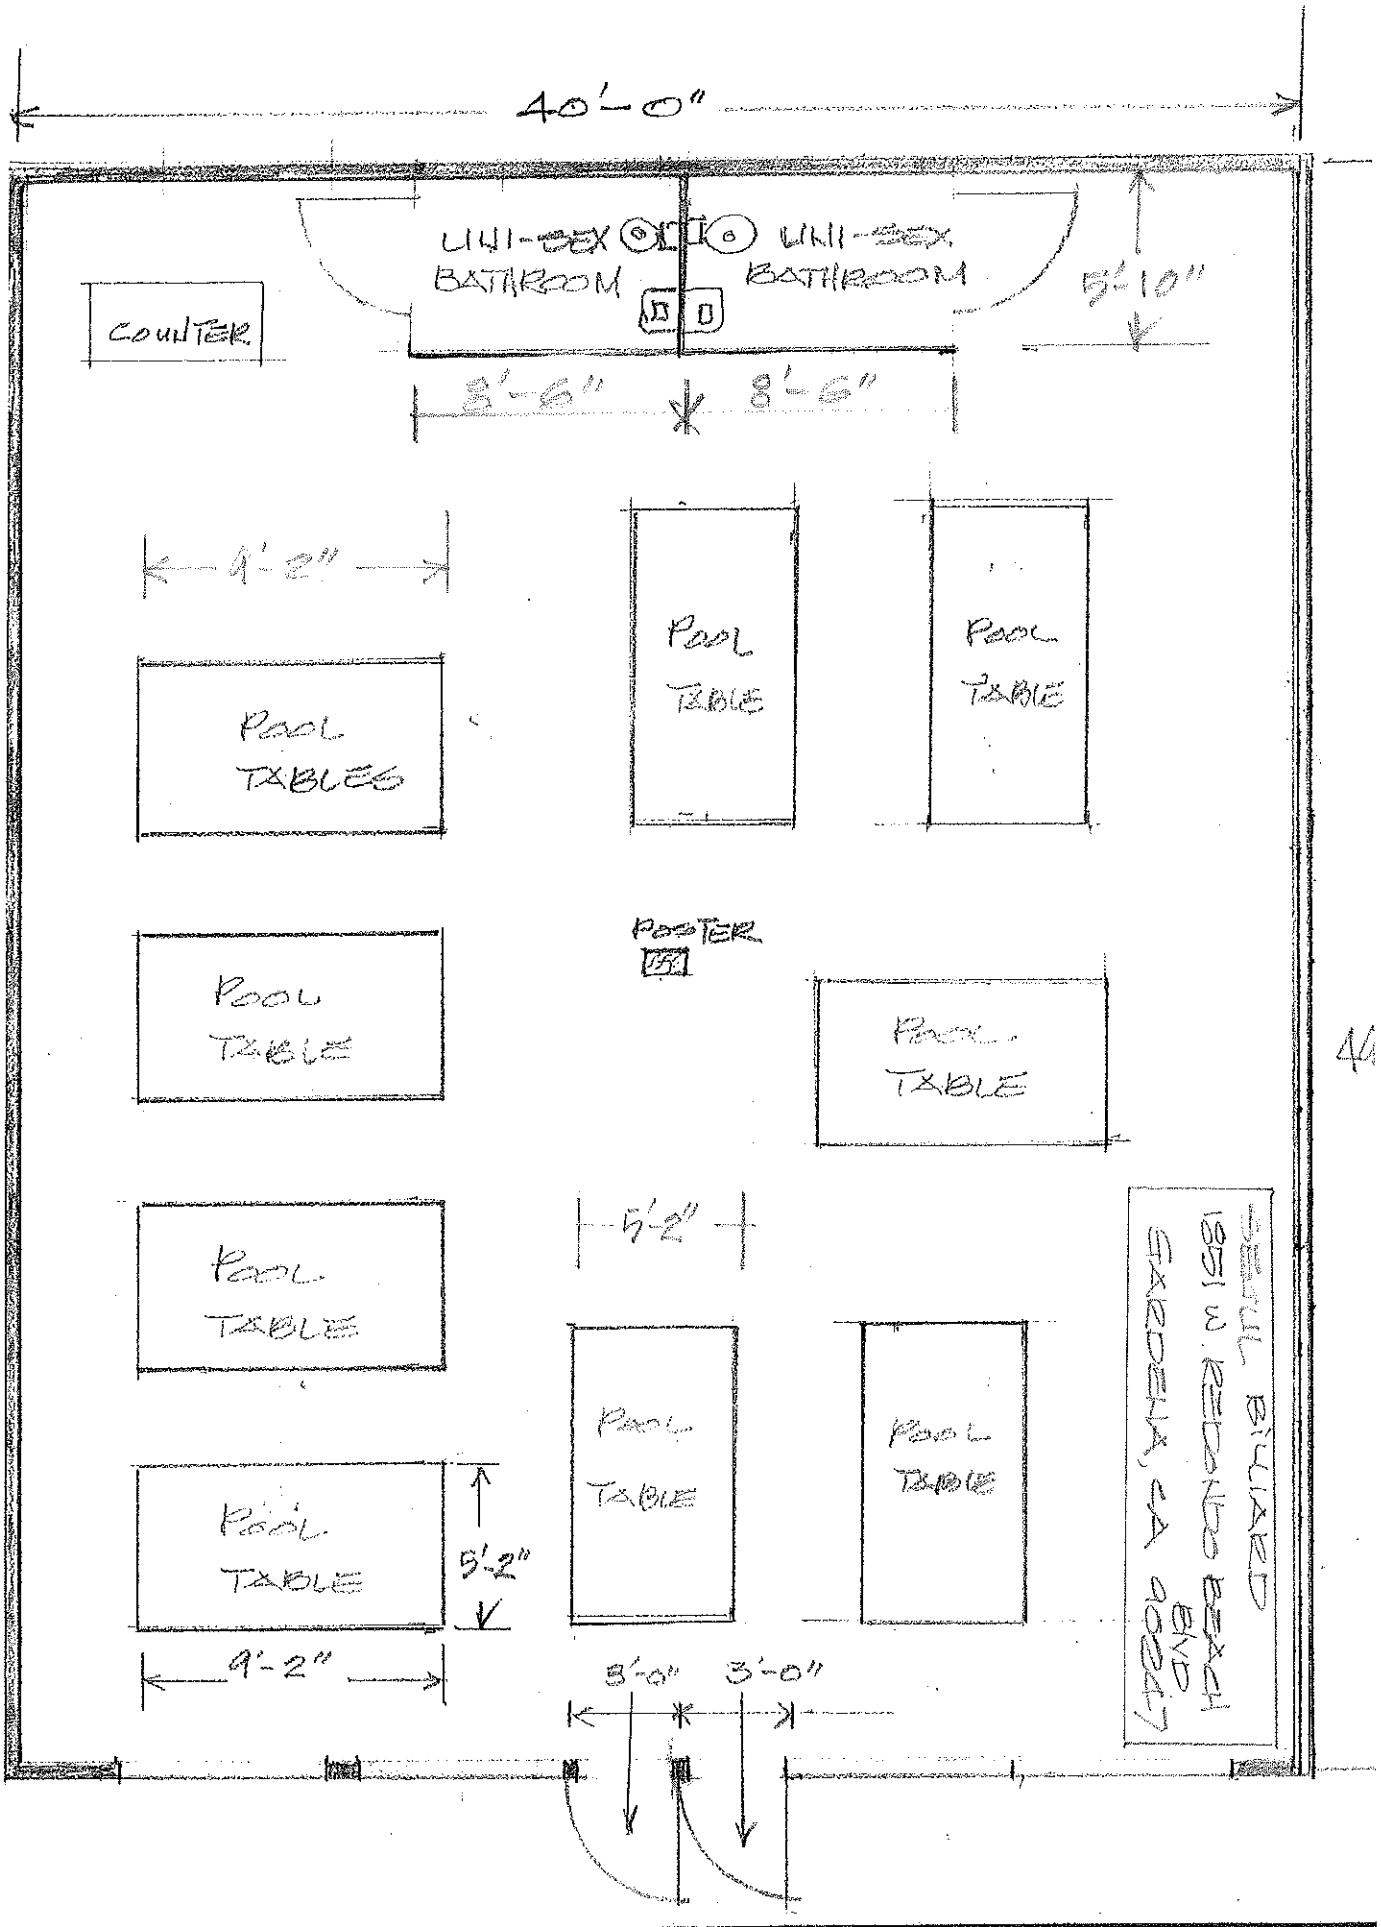 40'-0"
UNI-SEX
BATHROOM
UNI-SEX
BATHROOM
5'-10"
COUNTER
8'-6"
8'-6"
9'-2"
POOL
TABLE
POOL
TABLE
POOL
TABLES
POSTER
POOL
TABLE
POOL
TABLE
44
5'-2"
POOL
TABLE
POOL
TABLE
POOL
TABLE
POOL
TABLE
5'-2"
9'-2"
3'-0"
3'-0"
BILLIARD
1851 W. REDONDO BEACH
BLVD
GARDENA, CA 90247